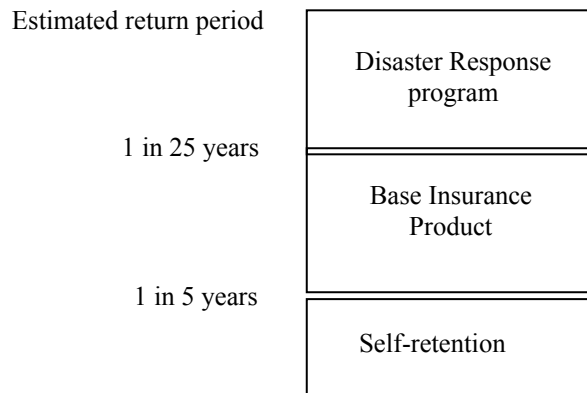 Estimated return period
Disaster Response
program
1 in 25 years
Base Insurance
Product
1 in 5 years
Self-retention